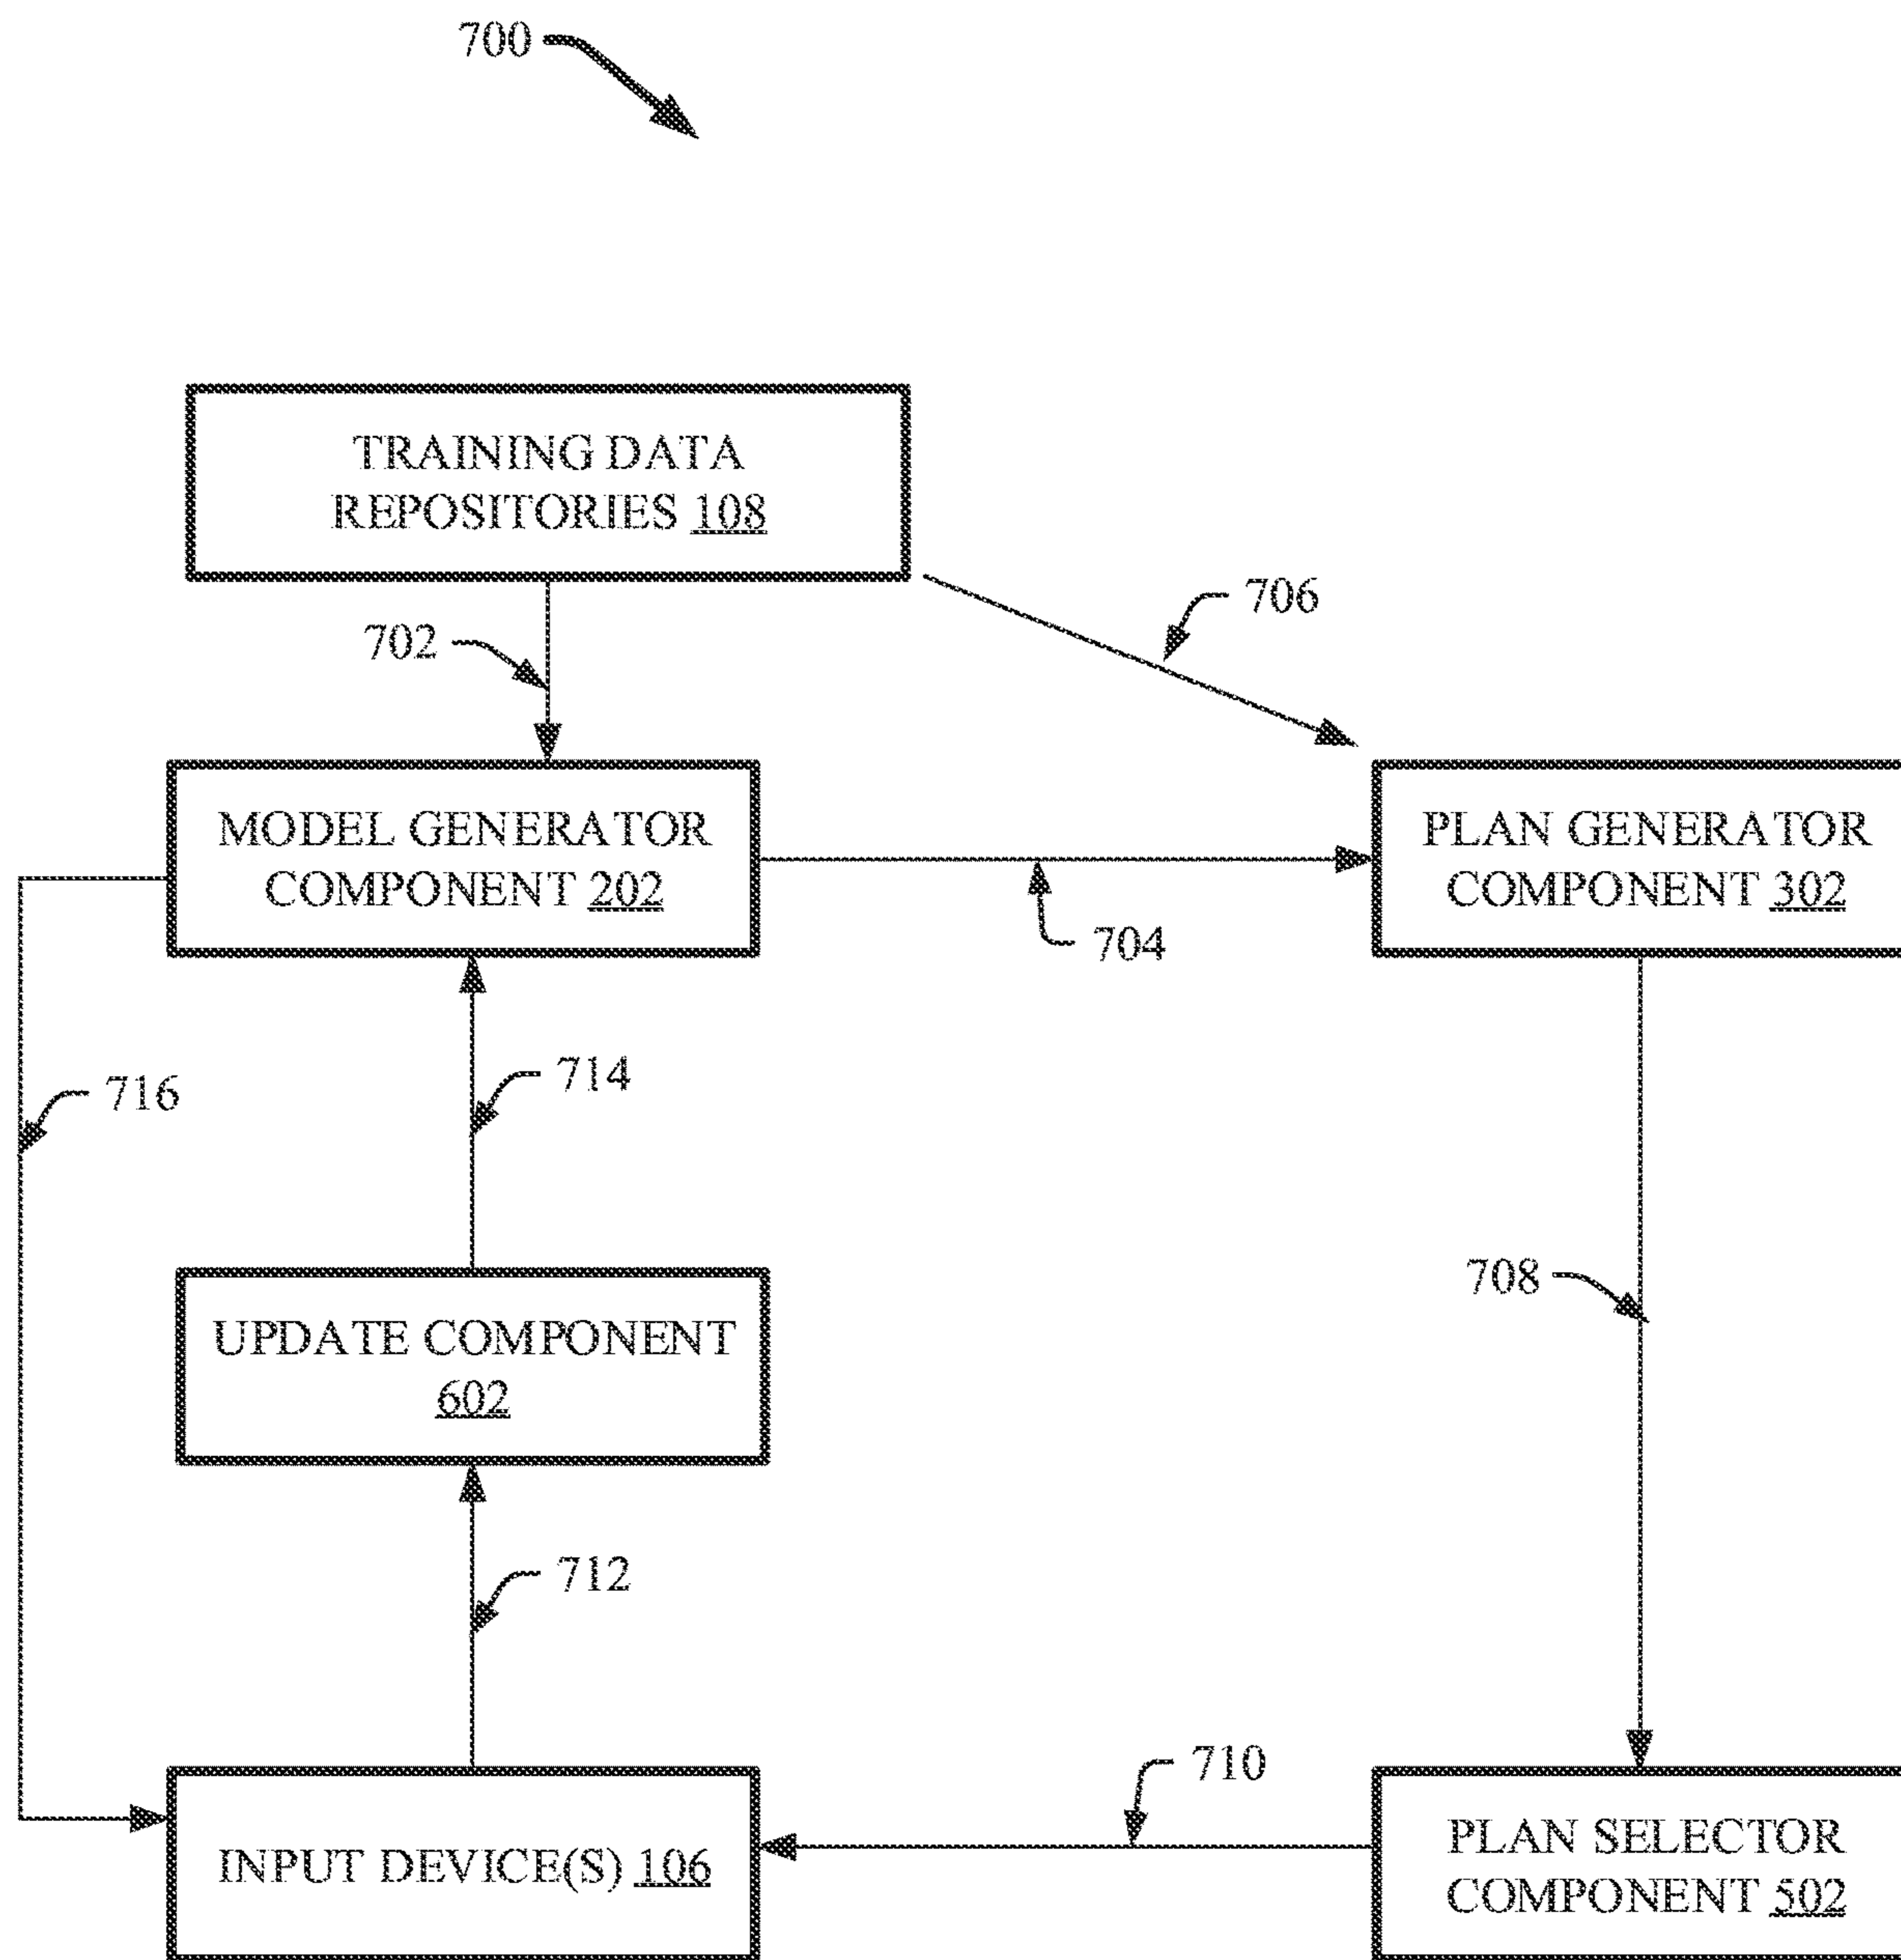 700
TRAINING DATA
REPOSITORIES 108
702
706
MODEL GENERATOR
COMPONENT 202
PLAN GENERATOR
COMPONENT 302
704
716
714
708
UPDATE COMPONENT
602
712
710
INPUT DEVICE(S) 106
PLAN SELECTOR
COMPONENT 502